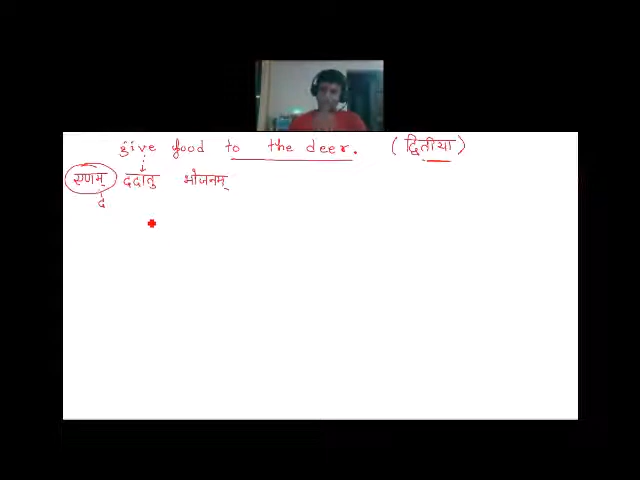 give food to the deer. (द्वितीया)
एणम् ददातु भोजनम्
दे